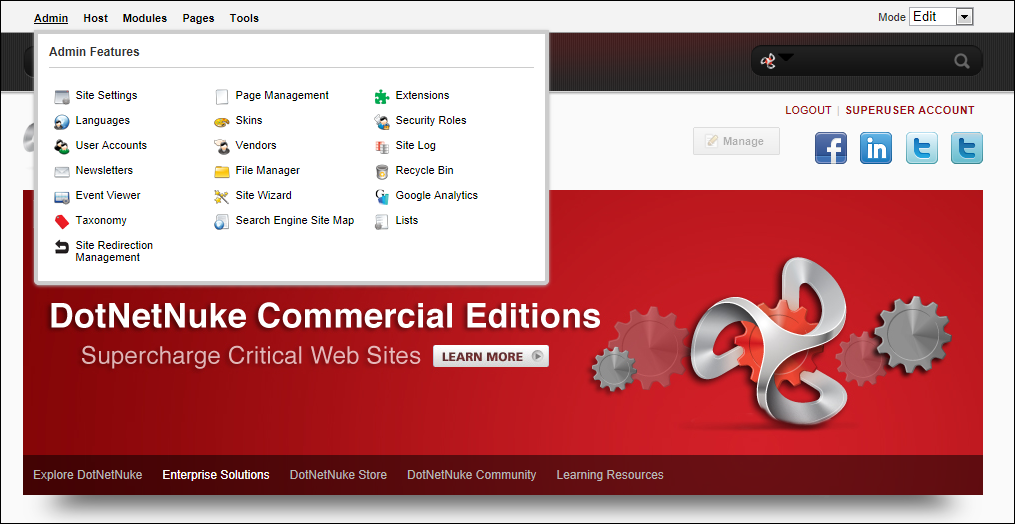 Admin Host Modules Pages Tools Mode Edit
Admin Features
Site Settings Page Management Extensions
LOGOUT | SUPERUSER ACCOUNT
Languages Skins Security Roles
User Accounts Vendors Site Log
Manage
Newsletters File Manager Recycle Bin
Event Viewer Site Wizard Google Analytics
Taxonomy Search Engine Site Map Lists
Site Redirection
Management
DotNetNuke Commercial Editions
Supercharge Critical Web Sites LEARN MORE
Explore DotNetNuke Enterprise Solutions DotNetNuke Store DotNetNuke Community Learning Resources